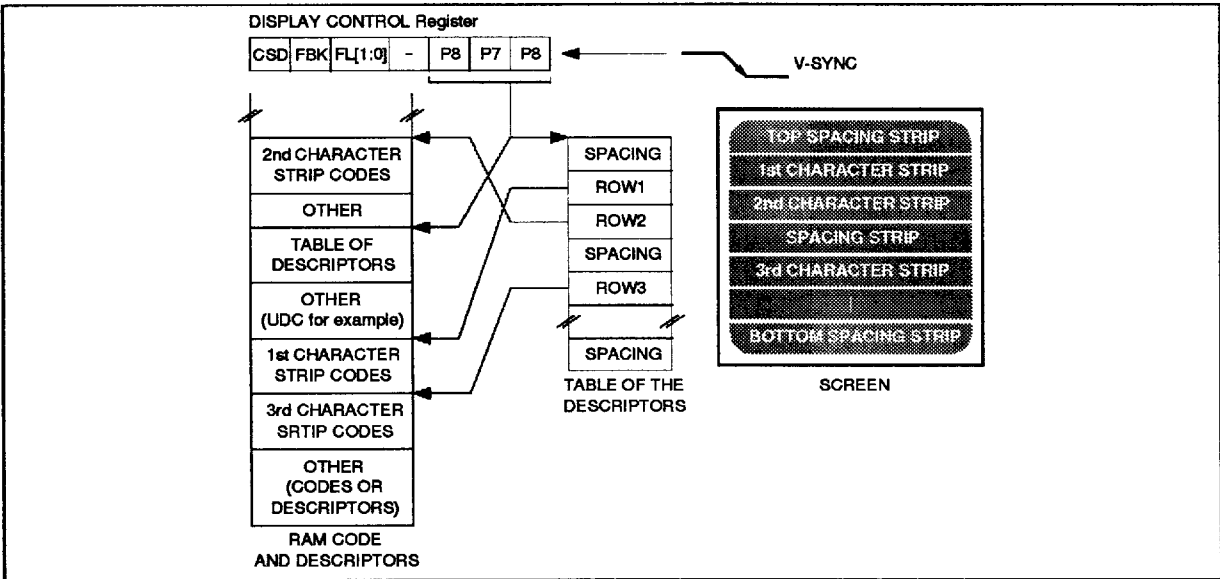 DISPLAY CONTROL Register
CSD FBK FL[1:0] - P8 P7 P8
V-SYNC
2nd CHARACTER
STRIP CODES
OTHER
TABLE OF
DESCRIPTORS
OTHER
(UDC for example)
1st CHARACTER
STRIP CODES
3rd CHARACTER
SRTIP CODES
OTHER
(CODES OR
DESCRIPTORS)
RAM CODE
AND DESCRIPTORS
SPACING
ROW1
ROW2
SPACING
ROW3
SPACING
TABLE OF THE
DESCRIPTORS
TOP SPACING STRIP
1st CHARACTER STRIP
2nd CHARACTER STRIP
SPACING STRIP
3rd CHARACTER STRIP
BOTTOM SPACING STRIP
SCREEN